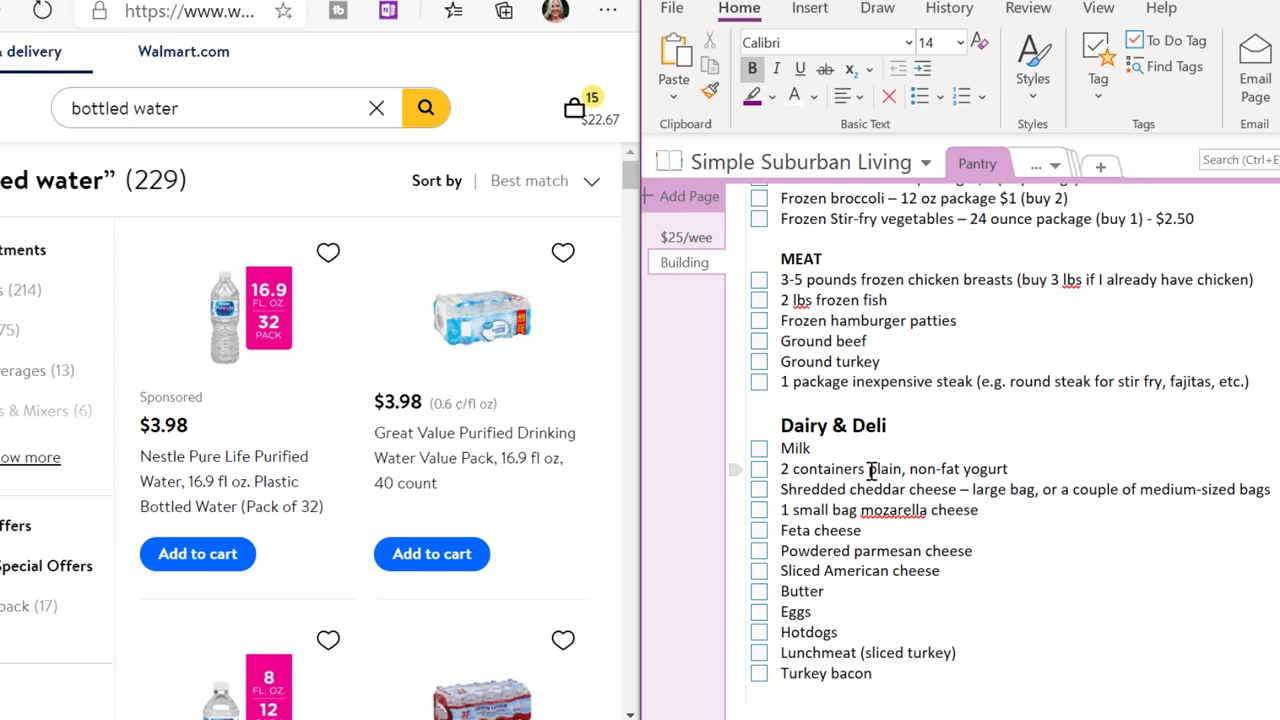 https://www.w...
& delivery
Walmart.com
bottled water
15
$22.67
ed water” (229)
Sort by | Best match
tments
s (214)
75)
erages (13)
s & Mixers (6)
ow more
ffers
pecial Offers
back (17)
16.9
FL. OZ.
32
PACK
Sponsored
$3.98
Nestle Pure Life Purified
Water, 16.9 fl oz. Plastic
Bottled Water (Pack of 32)
Add to cart
$3.98 (0.6 ¢/fl oz)
Great Value Purified Drinking
Water Value Pack, 16.9 fl oz,
40 count
Add to cart
8
FL. OZ.
12
File Home Insert Draw History Review View Help
Paste
Clipboard
Calibri 14
B I U ab x₂
A
Basic Text
Styles
Styles
Tag
To Do Tag
Find Tags
Tags
Email
Page
Email
Simple Suburban Living
Pantry
...
+
Search (Ctrl+E
+ Add Page
$25/wee
Building
Frozen broccoli – 12 oz package $1 (buy 2)
Frozen Stir-fry vegetables – 24 ounce package (buy 1) - $2.50
MEAT
3-5 pounds frozen chicken breasts (buy 3 lbs if I already have chicken)
2 lbs frozen fish
Frozen hamburger patties
Ground beef
Ground turkey
1 package inexpensive steak (e.g. round steak for stir fry, fajitas, etc.)
Dairy & Deli
Milk
2 containers plain, non-fat yogurt
Shredded cheddar cheese – large bag, or a couple of medium-sized bags
1 small bag mozarella cheese
Feta cheese
Powdered parmesan cheese
Sliced American cheese
Butter
Eggs
Hotdogs
Lunchmeat (sliced turkey)
Turkey bacon